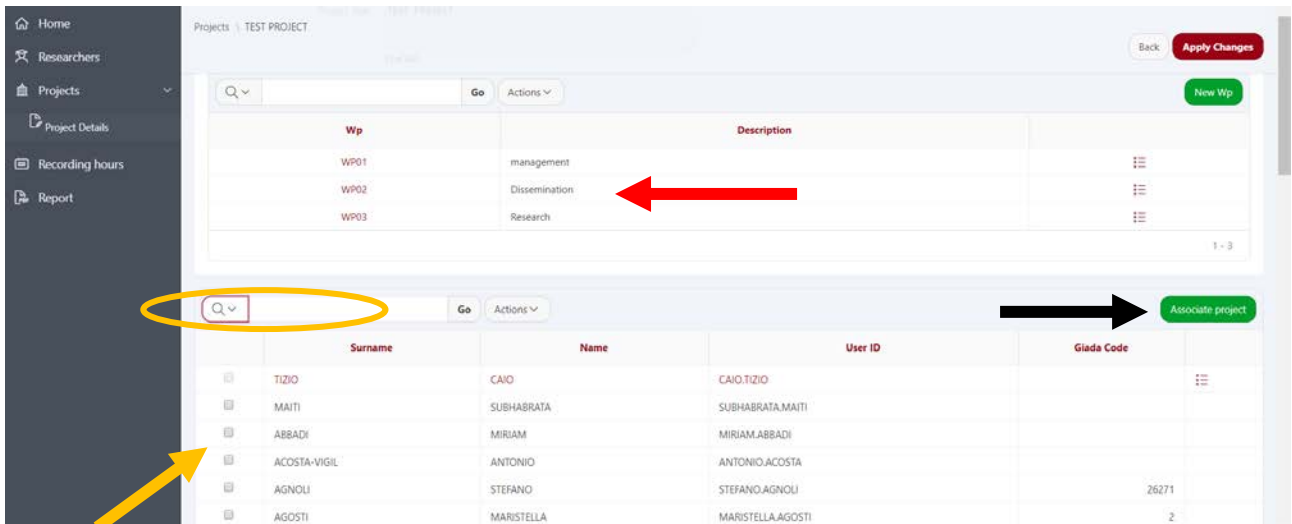 Home
Researchers
Projects
Project Details
Recording hours
Report
Projects \ TEST PROJECT
Back
Apply Changes
Go
Actions
New Wp
Wp Description
WP01 management
WP02 Dissemination
WP03 Research
1 - 3
Go
Actions
Associate project
Surname Name User ID Giada Code
TIZIO CAIO CAIO.TIZIO
MAITI SUBHABRATA SUBHABRATA.MAITI
ABBADI MIRIAM MIRIAM.ABBADI
ACOSTA-VIGIL ANTONIO ANTONIO.ACOSTA
AGNOLI STEFANO STEFANO.AGNOLI 26271
AGOSTI MARISTELLA MARISTELLA.AGOSTI 2